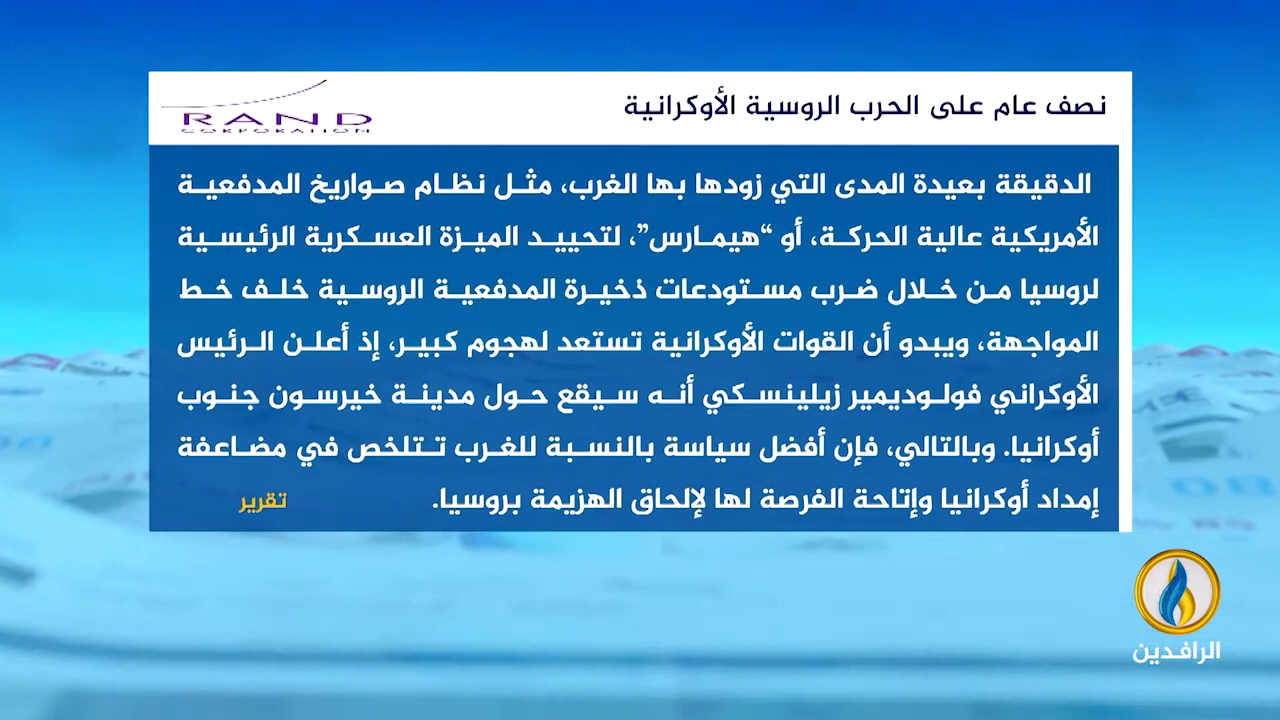 RAND
CORPORATION
نصف عام على الحرب الروسية الأوكرانية
الدقيقة بعيدة المدى التي زودها بها الغرب، مثل نظام صواريخ المدفعية
الأمريكية عالية الحركة، أو “هيمارس”، لتحييد الميزة العسكرية الرئيسية
لروسيا من خلال ضرب مستودعات ذخيرة المدفعية الروسية خلف خط
المواجهة، ويبدو أن القوات الأوكرانية تستعد لهجوم كبير، إذ أعلن الرئيس
الأوكراني فولوديمير زيلينسكي أنه سيقع حول مدينة خيرسون جنوب
أوكرانيا. وبالتالي، فإن أفضل سياسة بالنسبة للغرب تتلخص في مضاعفة
إمداد أوكرانيا وإتاحة الفرصة لها لإلحاق الهزيمة بروسيا.
تقرير
الرافدين